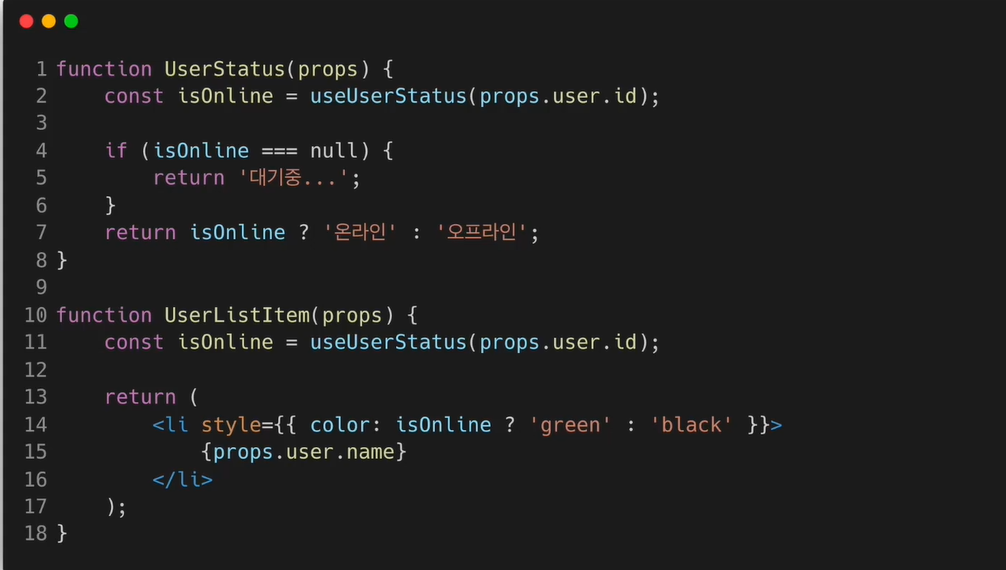 1 function UserStatus(props) {
2     const isOnline = useUserStatus(props.user.id);
3
4     if (isOnline === null) {
5         return '대기중...';
6     }
7     return isOnline ? '온라인' : '오프라인';
8 }
9
10 function UserListItem(props) {
11     const isOnline = useUserStatus(props.user.id);
12
13     return (
14         <li style={{ color: isOnline ? 'green' : 'black' }}>
15             {props.user.name}
16         </li>
17     );
18 }